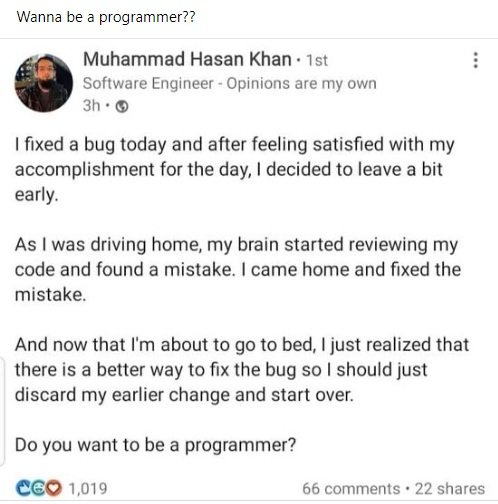 Wanna be a programmer??
Muhammad Hasan Khan · 1st
Software Engineer - Opinions are my own
3h ·
I fixed a bug today and after feeling satisfied with my
accomplishment for the day, I decided to leave a bit
early.
As I was driving home, my brain started reviewing my
code and found a mistake. I came home and fixed the
mistake.
And now that I'm about to go to bed, I just realized that
there is a better way to fix the bug so I should just
discard my earlier change and start over.
Do you want to be a programmer?
1,019
66 comments · 22 shares